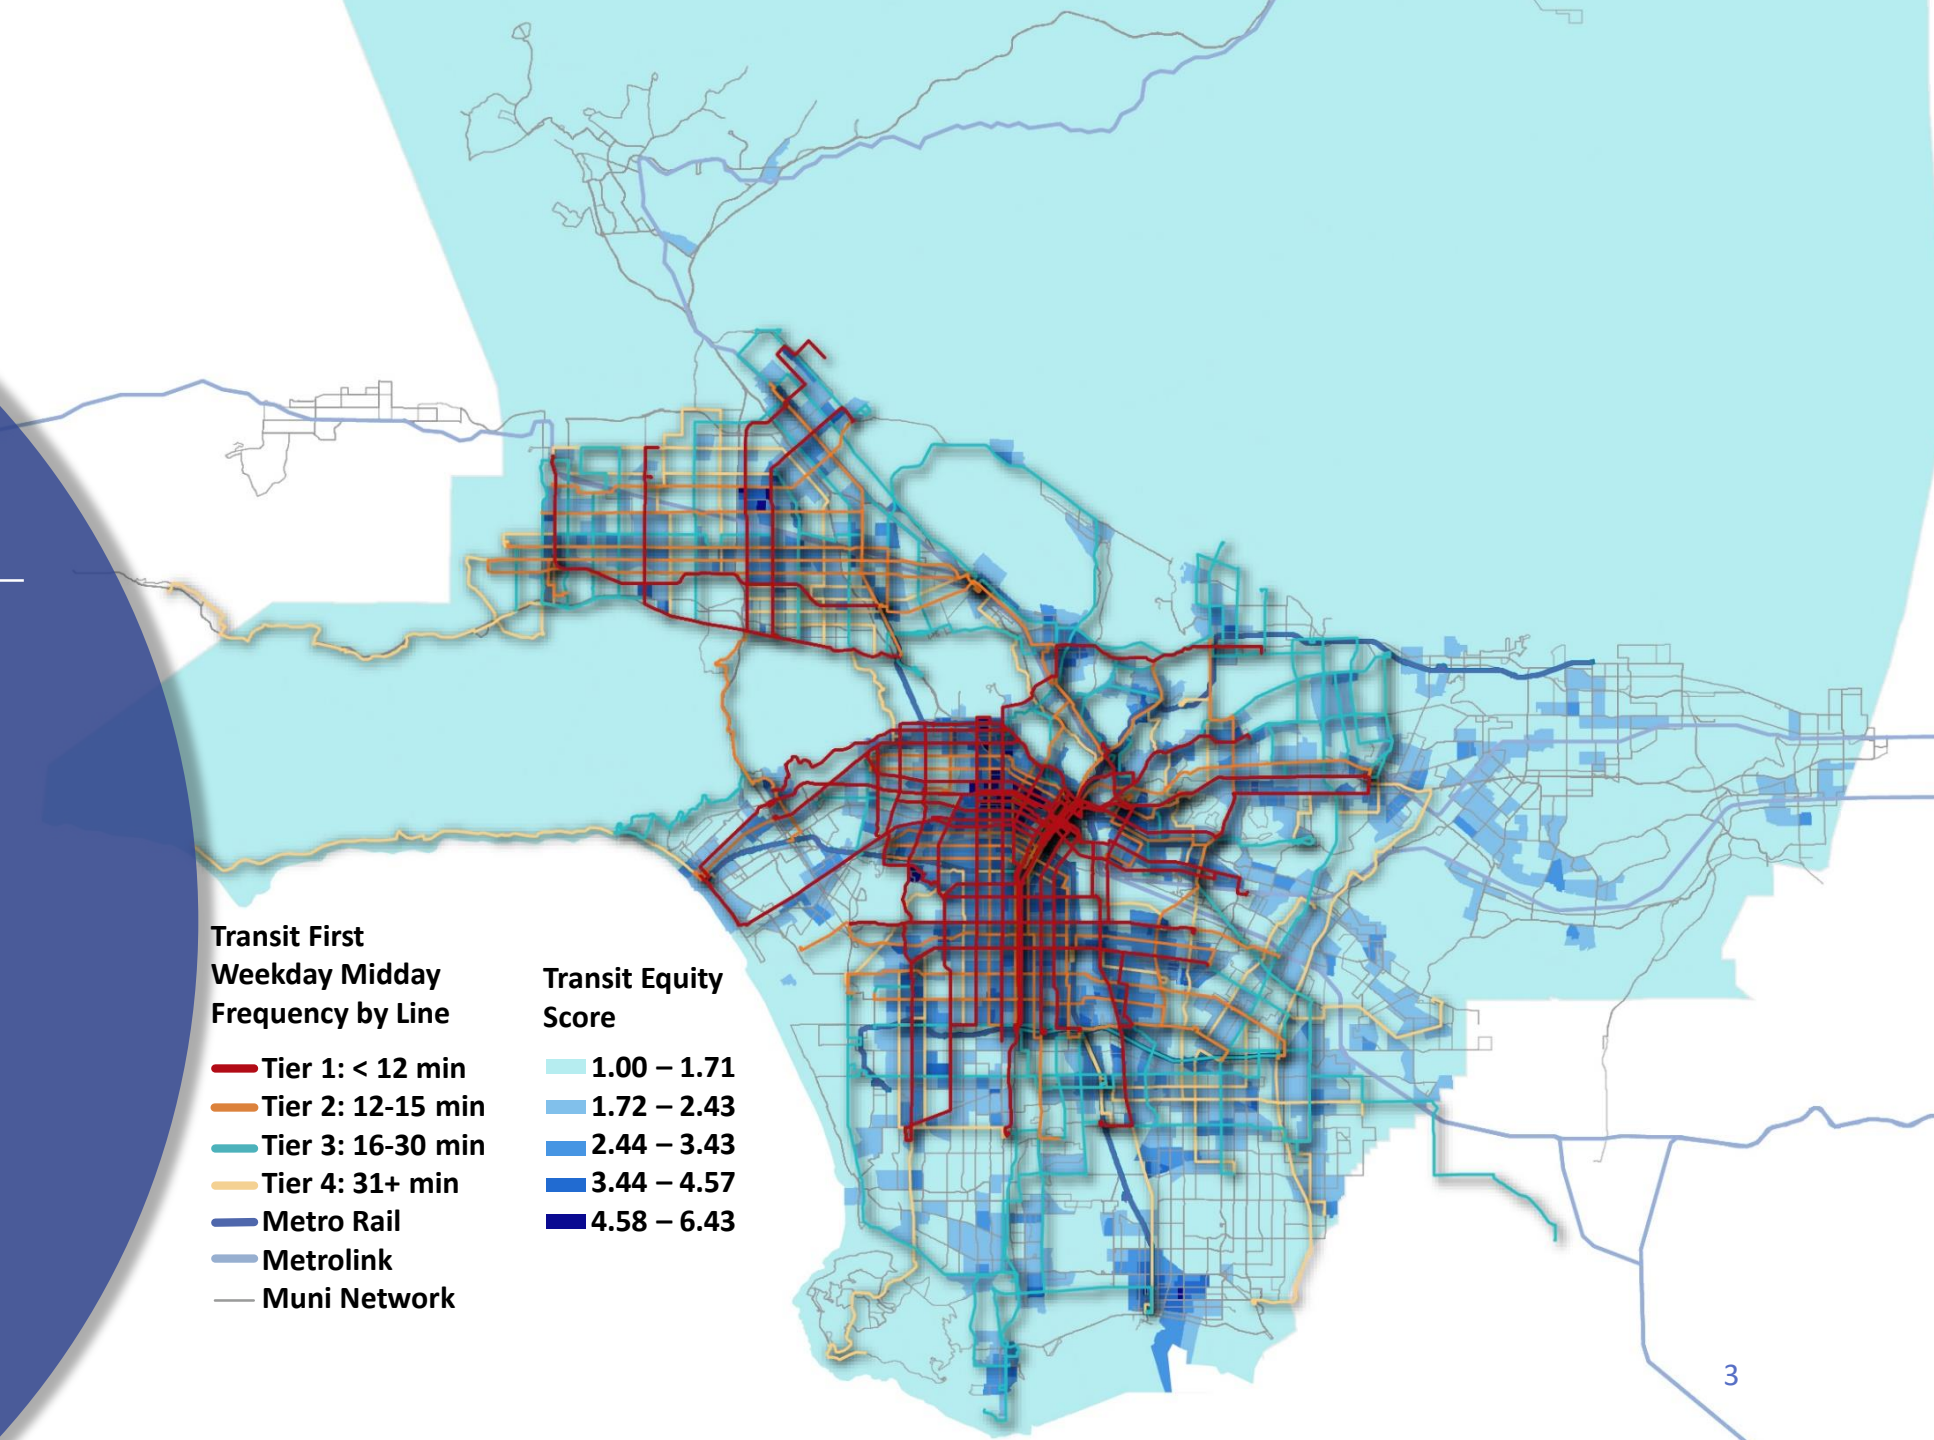 Transit First
Weekday Midday
Frequency by Line
Tier 1: < 12 min
Tier 2: 12-15 min
Tier 3: 16-30 min
Tier 4: 31+ min
Metro Rail
Metrolink
Muni Network
Transit Equity
Score
1.00 – 1.71
1.72 – 2.43
2.44 – 3.43
3.44 – 4.57
4.58 – 6.43
3